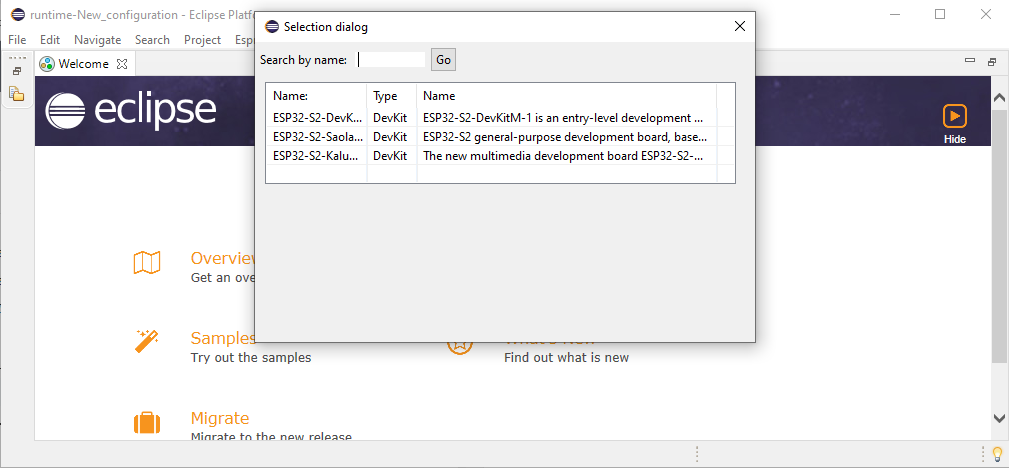 runtime-New_configuration - Eclipse Platf
Selection dialog
File Edit Navigate Search Project Esp
Search by name: Go
Welcome
eclipse
Hide
Name: Type Name
ESP32-S2-DevK... DevKit ESP32-S2-DevKitM-1 is an entry-level development ...
ESP32-S2-Saola... DevKit ESP32-S2 general-purpose development board, base...
ESP32-S2-Kalu... DevKit The new multimedia development board ESP32-S2-...
Overview
Get an ove
Samples
Try out the samples
What's New
Find out what is new
Migrate
Migrate to the new release